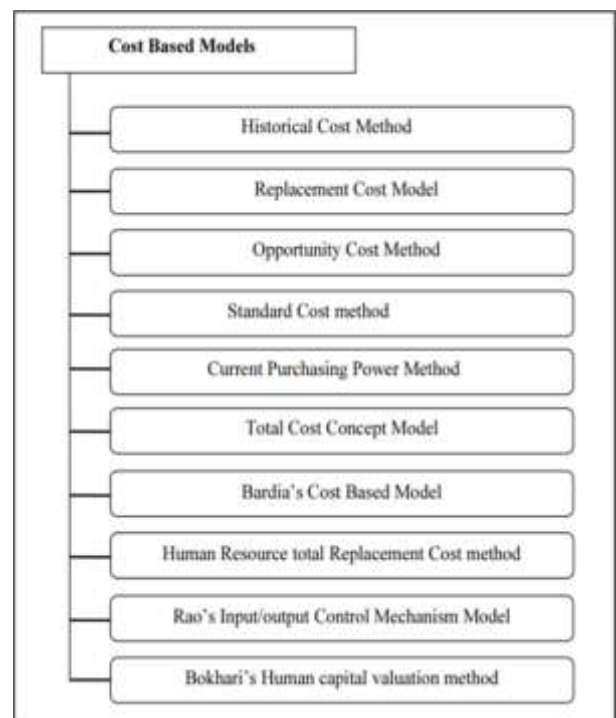 Cost Based Models
Historical Cost Method
Replacement Cost Model
Opportunity Cost Method
Standard Cost method
Current Purchasing Power Method
Total Cost Concept Model
Bardia's Cost Based Model
Human Resource total Replacement Cost method
Rao's Input/output Control Mechanism Model
Bokhari's Human capital valuation method